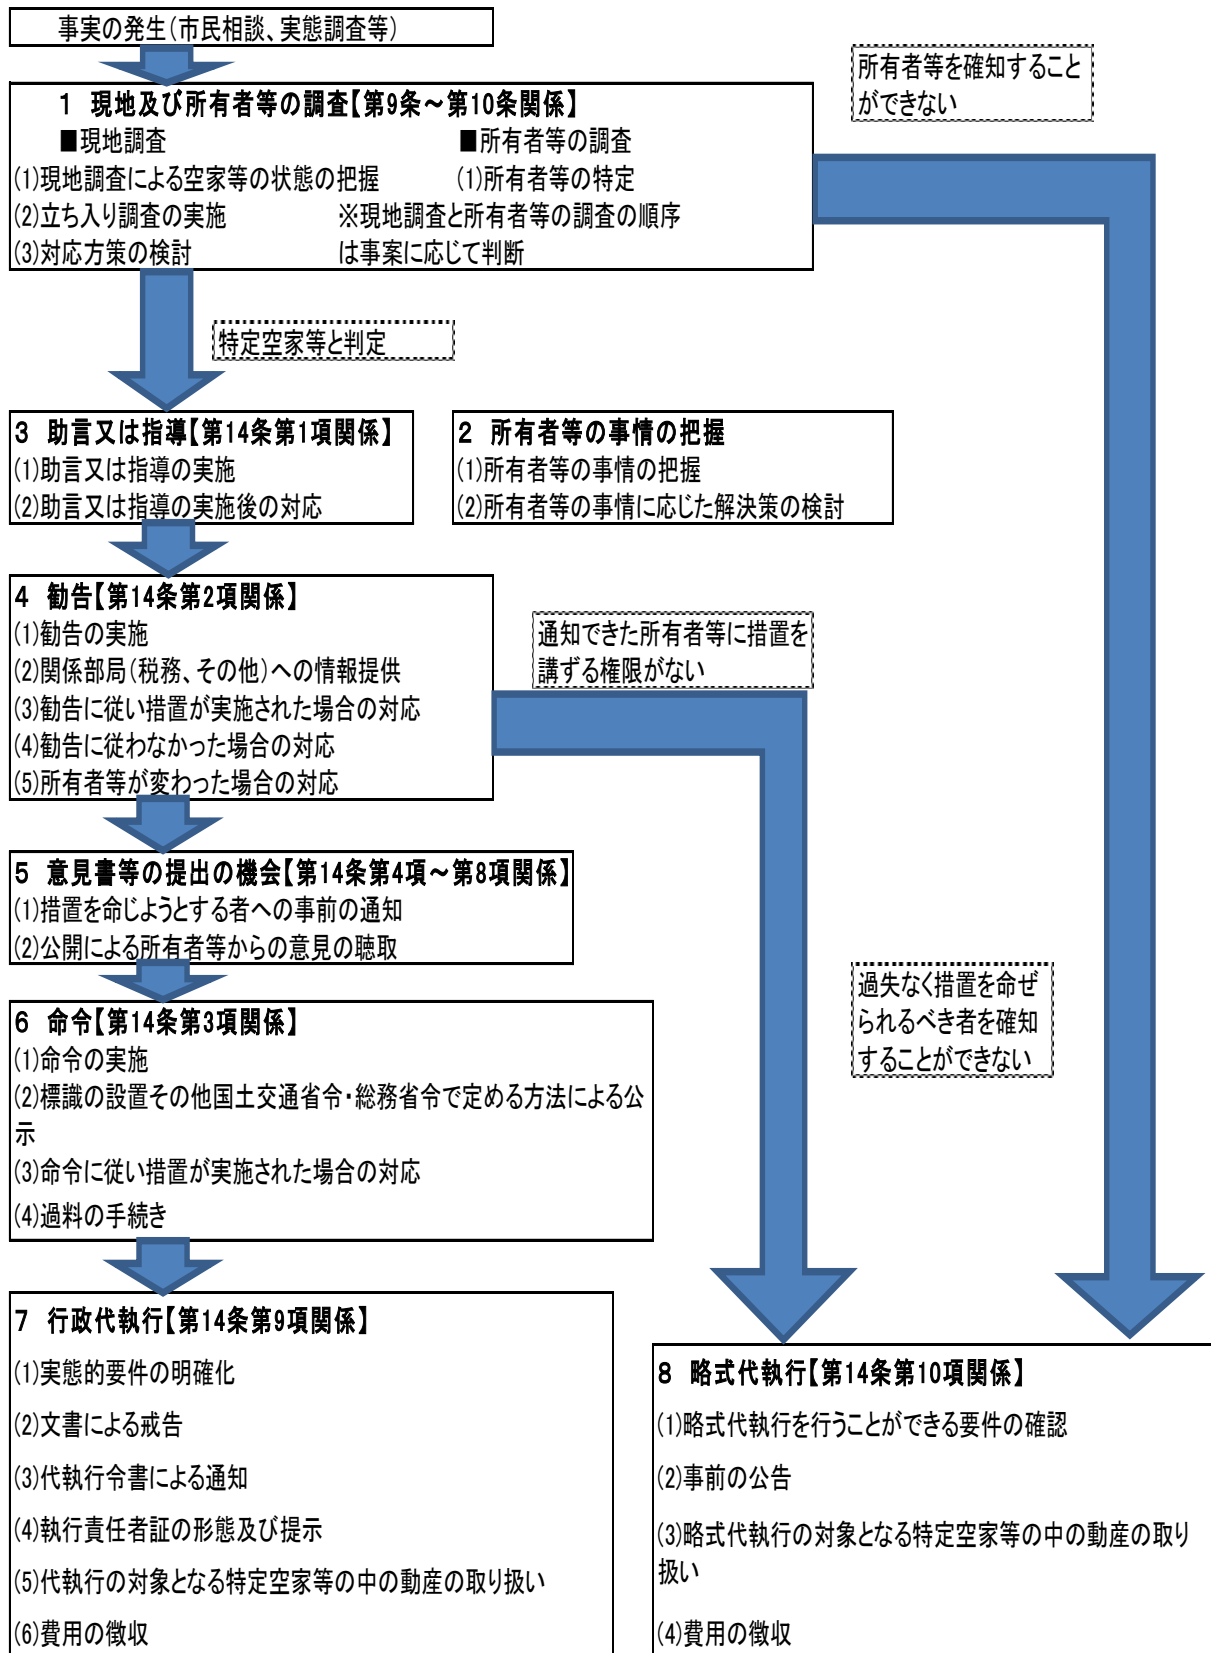 事実の発生(市民相談、実態調査等)
所有者等を確知すること
ができない
1 現地及び所有者等の調査【第9条～第10条関係】
■現地調査 ■所有者等の調査
(1)現地調査による空家等の状態の把握 (1)所有者等の特定
(2)立ち入り調査の実施 ※現地調査と所有者等の調査の順序
(3)対応方策の検討 は事案に応じて判断
特定空家等と判定
3 助言又は指導【第14条第1項関係】
(1)助言又は指導の実施
(2)助言又は指導の実施後の対応
2 所有者等の事情の把握
(1)所有者等の事情の把握
(2)所有者等の事情に応じた解決策の検討
4 勧告【第14条第2項関係】
(1)勧告の実施
(2)関係部局(税務、その他)への情報提供
(3)勧告に従い措置が実施された場合の対応
(4)勧告に従わなかった場合の対応
(5)所有者等が変わった場合の対応
通知できた所有者等に措置を
講ずる権限がない
5 意見書等の提出の機会【第14条第4項～第8項関係】
(1)措置を命じようとする者への事前の通知
(2)公開による所有者等からの意見の聴取
過失なく措置を命ぜ
られるべき者を確知
することができない
6 命令【第14条第3項関係】
(1)命令の実施
(2)標識の設置その他国土交通省令・総務省令で定める方法による公
示
(3)命令に従い措置が実施された場合の対応
(4)過料の手続き
7 行政代執行【第14条第9項関係】
(1)実態的要件の明確化
(2)文書による戒告
(3)代執行令書による通知
(4)執行責任者証の形態及び提示
(5)代執行の対象となる特定空家等の中の動産の取り扱い
(6)費用の徴収
8 略式代執行【第14条第10項関係】
(1)略式代執行を行うことができる要件の確認
(2)事前の公告
(3)略式代執行の対象となる特定空家等の中の動産の取り
扱い
(4)費用の徴収